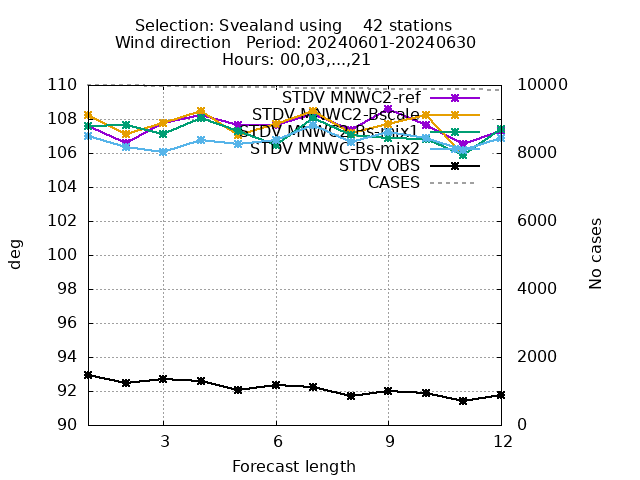 Selection: Svealand using    42 stations
Wind direction   Period: 20240601-20240630
Hours: 00,03,...,21
110
108
106
104
102
100
98
96
94
92
90
deg
10000
8000
6000
4000
2000
0
No cases
STDV MNWC2-ref
STDV MNWC2-Bscale
STDV MNWC2-Bs-mix1
STDV MNWC-Bs-mix2
STDV OBS
CASES
3
6
9
12
Forecast length